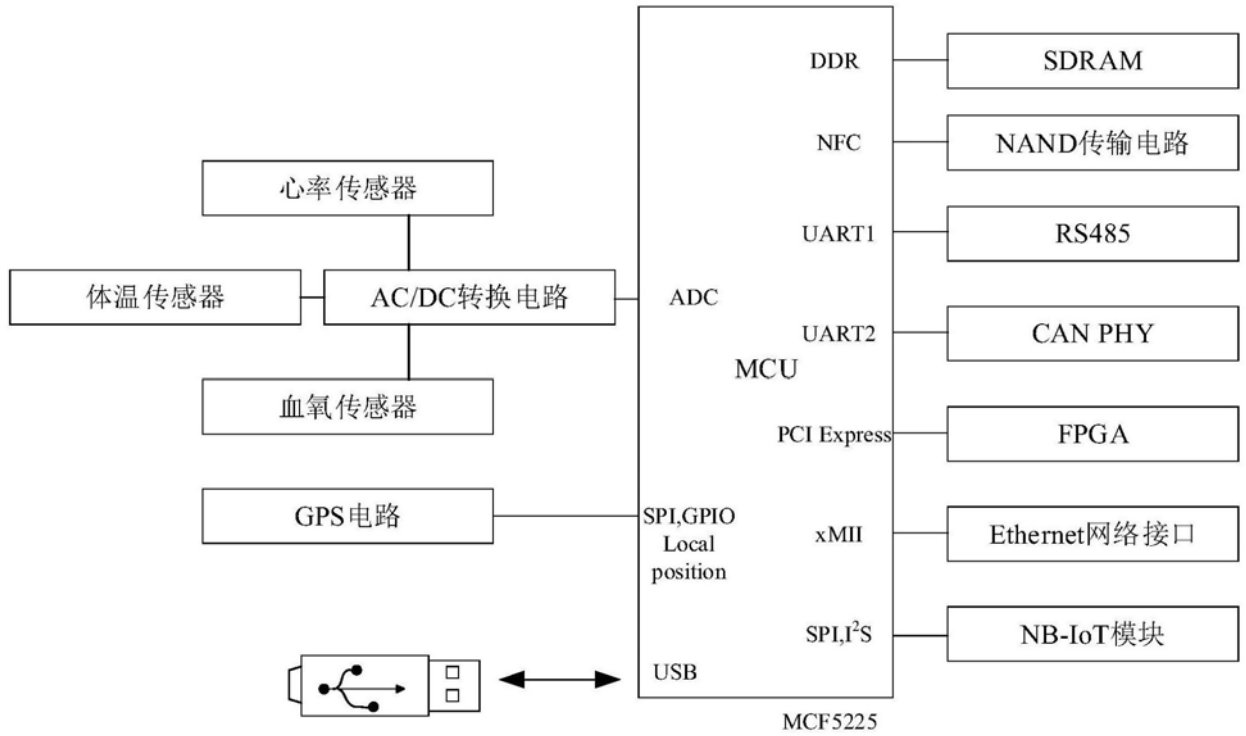 心率传感器
体温传感器
AC/DC转换电路
血氧传感器
GPS电路
ADC
SPI,GPIO
Local
position
USB
MCU
DDR
NFC
UART1
UART2
PCI Express
xMII
SPI,I²S
SDRAM
NAND传输电路
RS485
CAN PHY
FPGA
Ethernet网络接口
NB-IoT模块
MCF5225